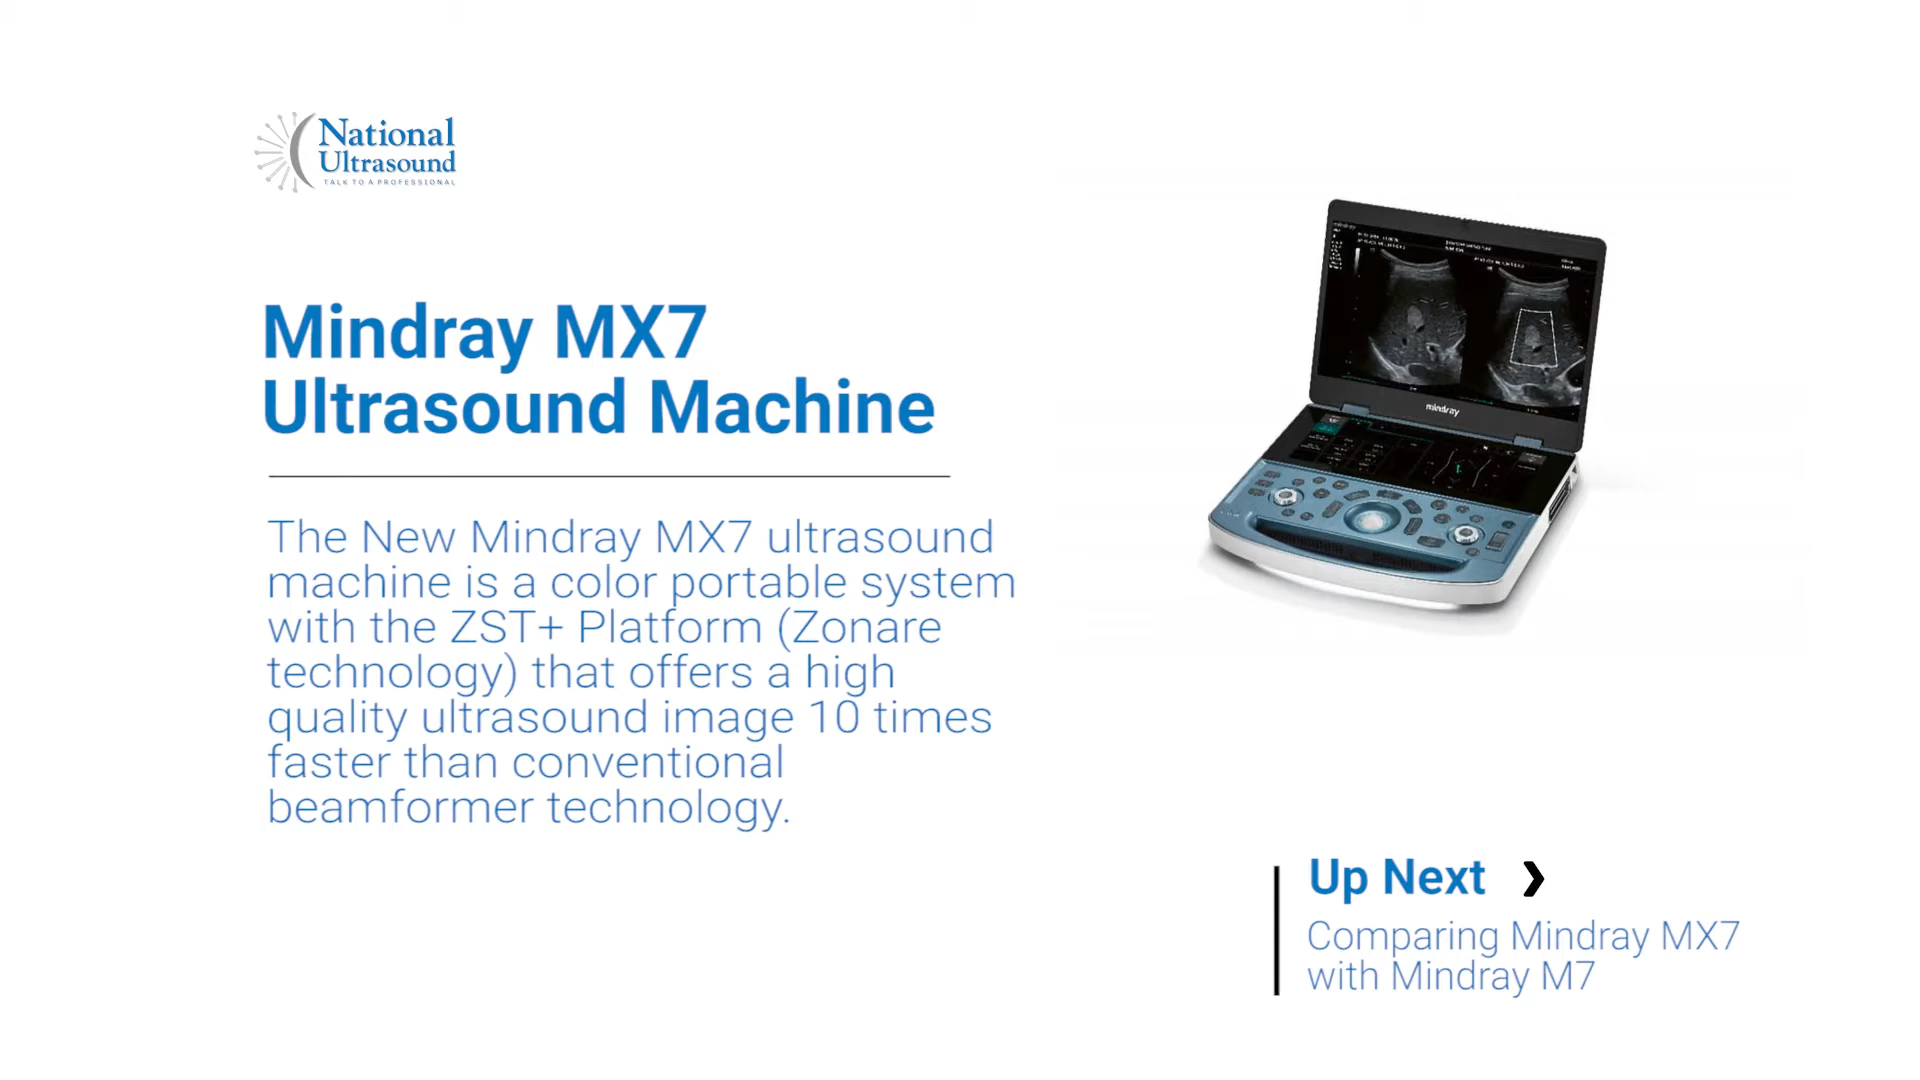 National
Ultrasound
TALK TO A PROFESSIONAL
Mindray MX7
Ultrasound Machine
The New Mindray MX7 ultrasound
machine is a color portable system
with the ZST+ Platform (Zonare
technology) that offers a high
quality ultrasound image 10 times
faster than conventional
beamformer technology.
mindray
Up Next
Comparing Mindray MX7
with Mindray M7